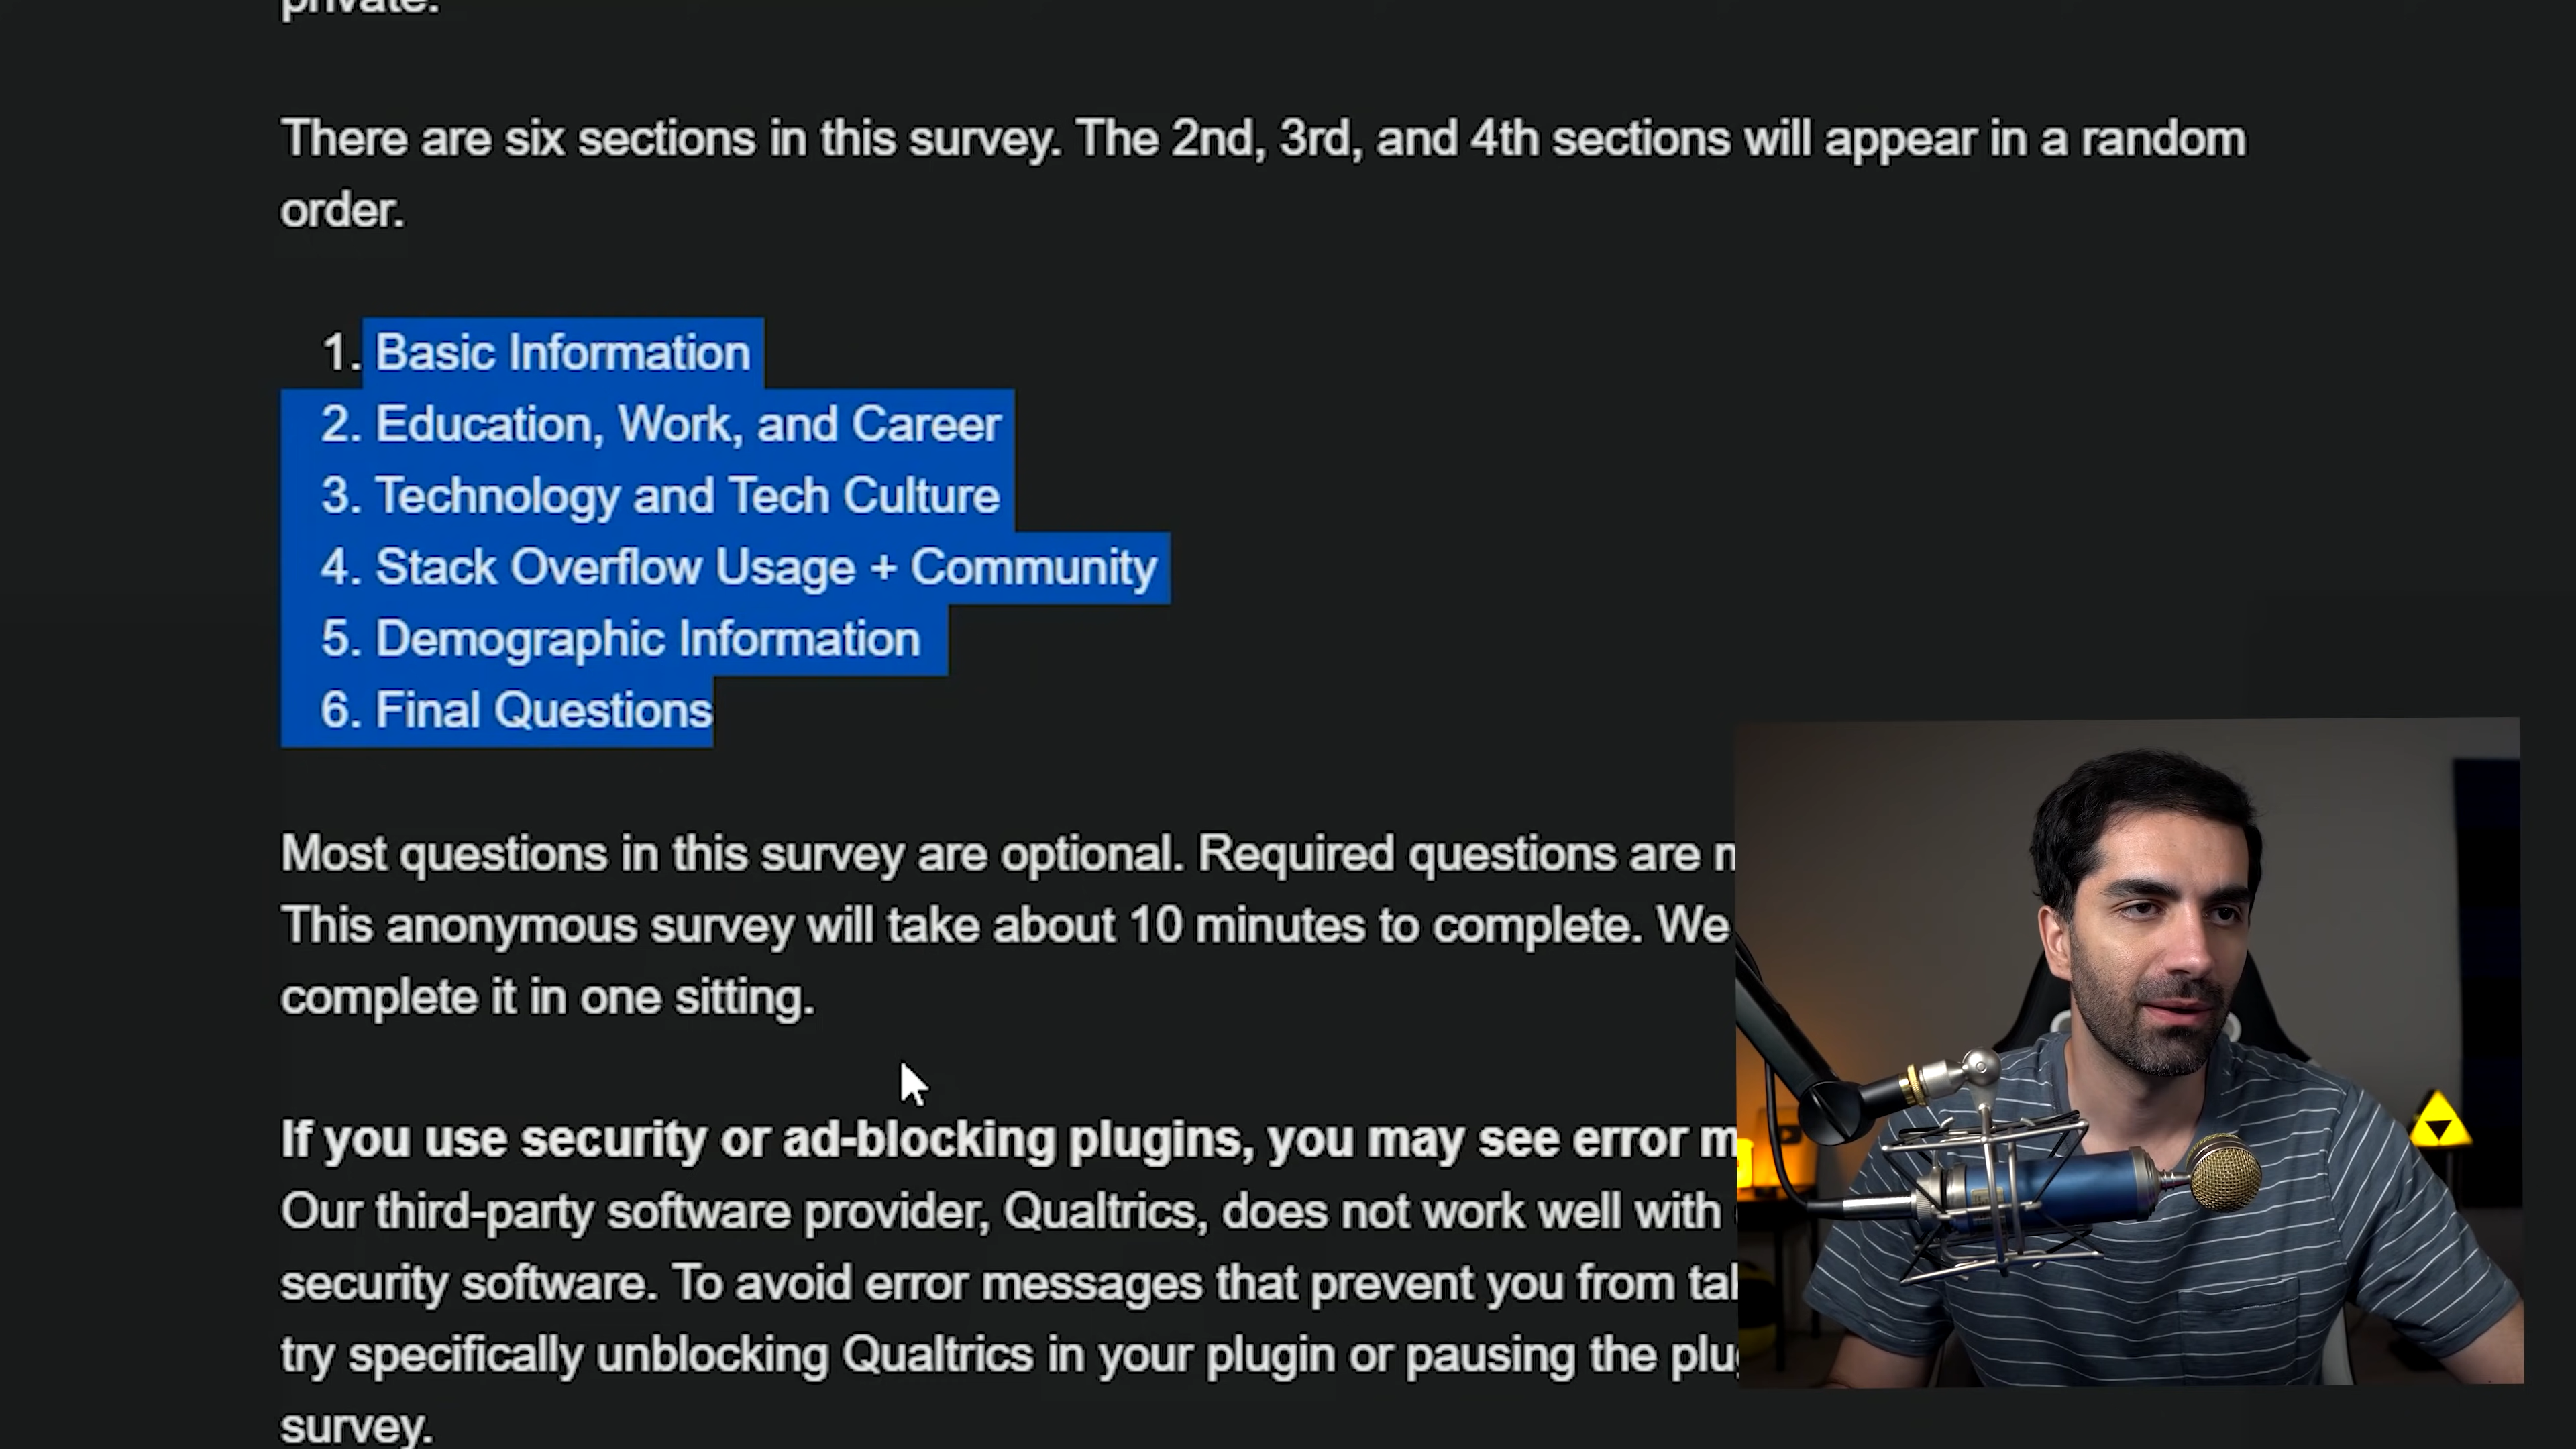 private.
There are six sections in this survey. The 2nd, 3rd, and 4th sections will appear in a random
order.
1. Basic Information
2. Education, Work, and Career
3. Technology and Tech Culture
4. Stack Overflow Usage + Community
5. Demographic Information
6. Final Questions
Most questions in this survey are optional. Required questions are
This anonymous survey will take about 10 minutes to complete. We
complete it in one sitting.
If you use security or ad-blocking plugins, you may see error
Our third-party software provider, Qualtrics, does not work well with
security software. To avoid error messages that prevent you from
try specifically unblocking Qualtrics in your plugin or pausing the
survey.